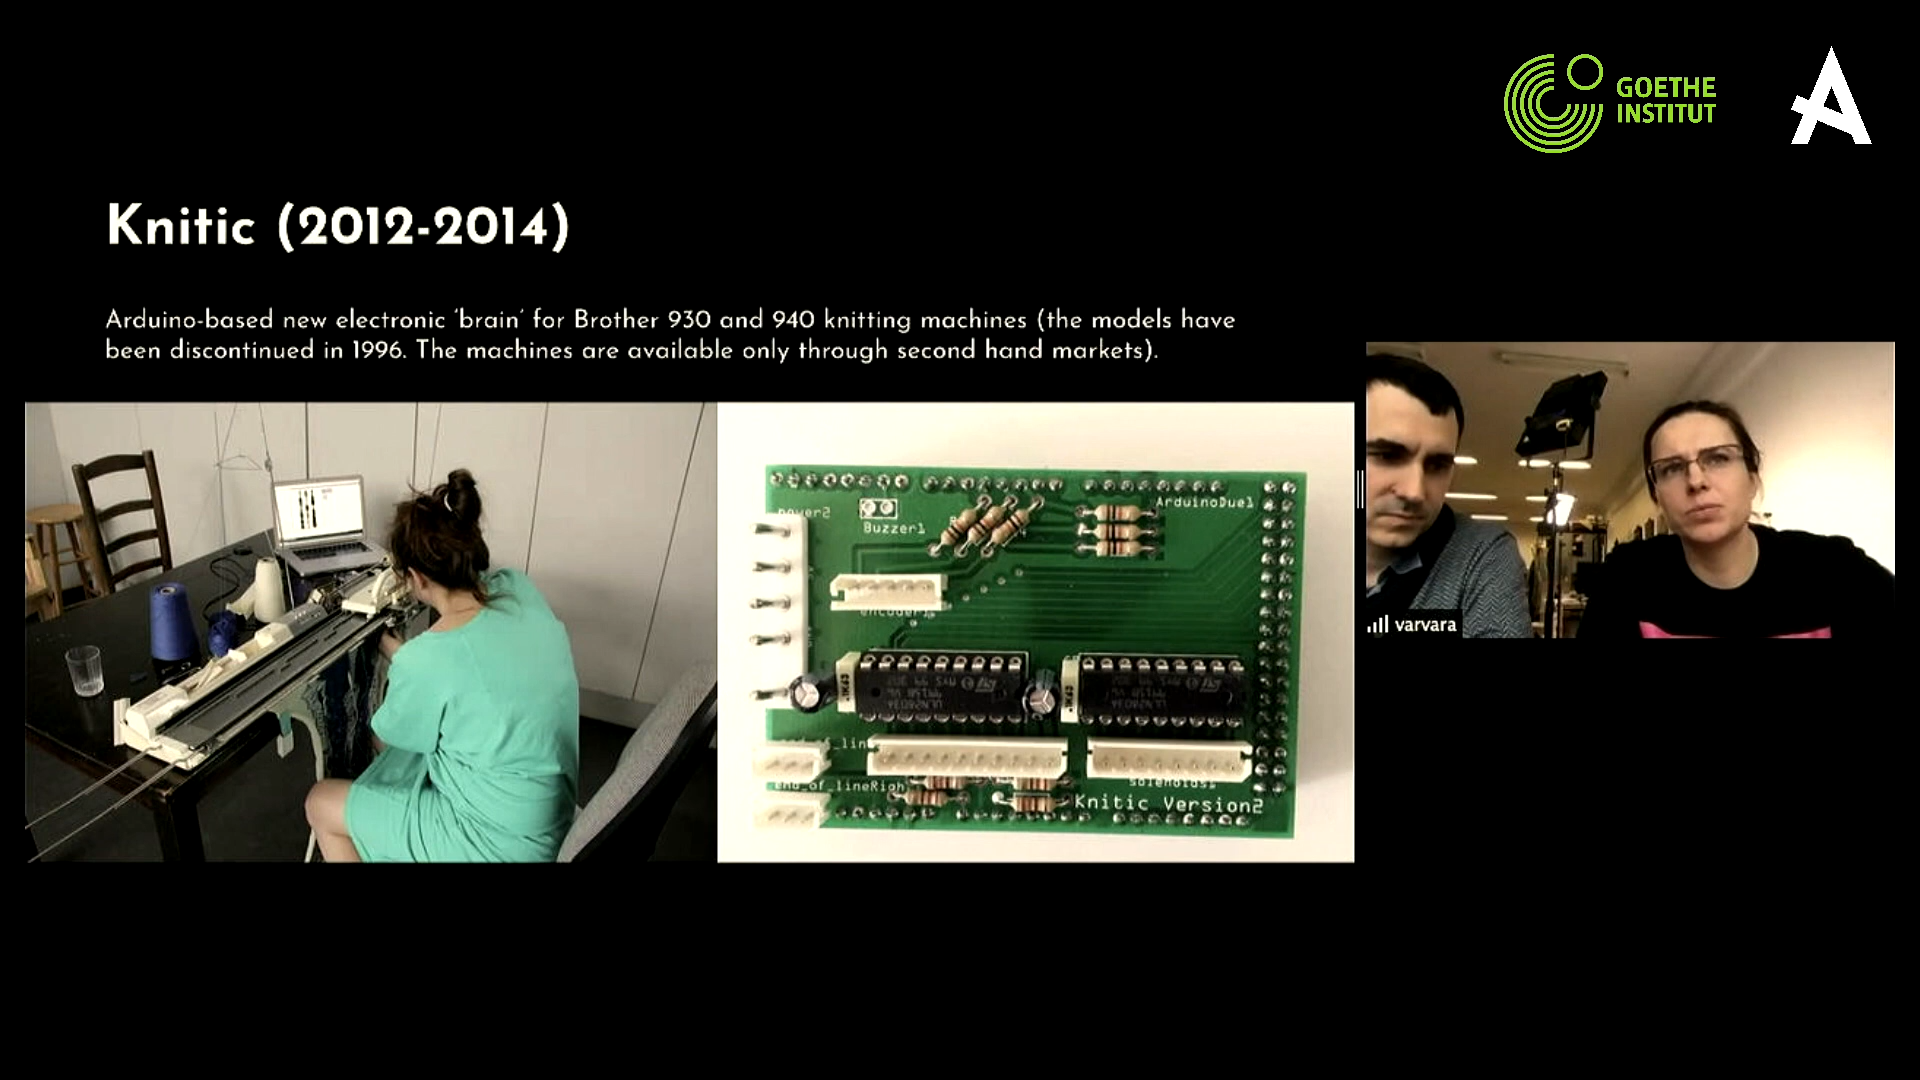 GOETHE
INSTITUT
Knitic (2012-2014)
Arduino-based new electronic ‘brain’ for Brother 930 and 940 knitting machines (the models have
been discontinued in 1996. The machines are available only through second hand markets).
ArduinoDue1
Buzzer1
Knitic Version2
varvara